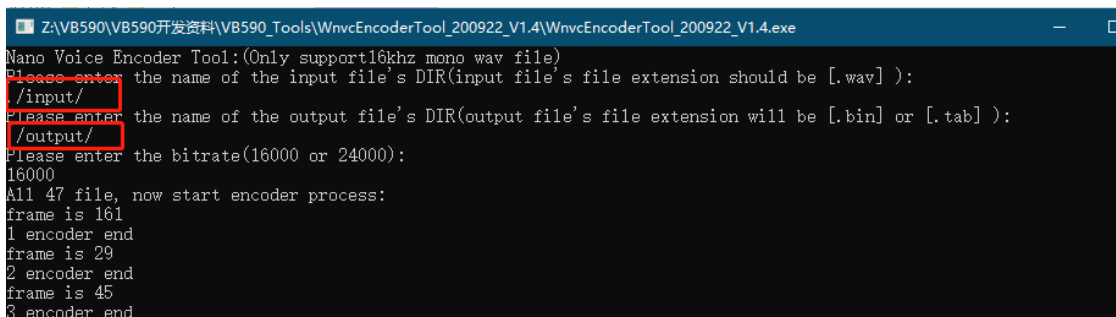 Z:\VB590\VB590开发资料\VB590_Tools\WnvcEncoderTool_200922_V1.4\WnvcEncoderTool_200922_V1.4.exe
Nano Voice Encoder Tool:(Only support16khz mono wav file)
Please enter the name of the input file's DIR(input file's file extension should be [.wav] ):
./input/
Please enter the name of the output file's DIR(output file's file extension will be [.bin] or [.tab] ):
/output/
Please enter the bitrate(16000 or 24000):
16000
All 47 file, now start encoder process:
frame is 161
1 encoder end
frame is 29
2 encoder end
frame is 45
3 encoder end